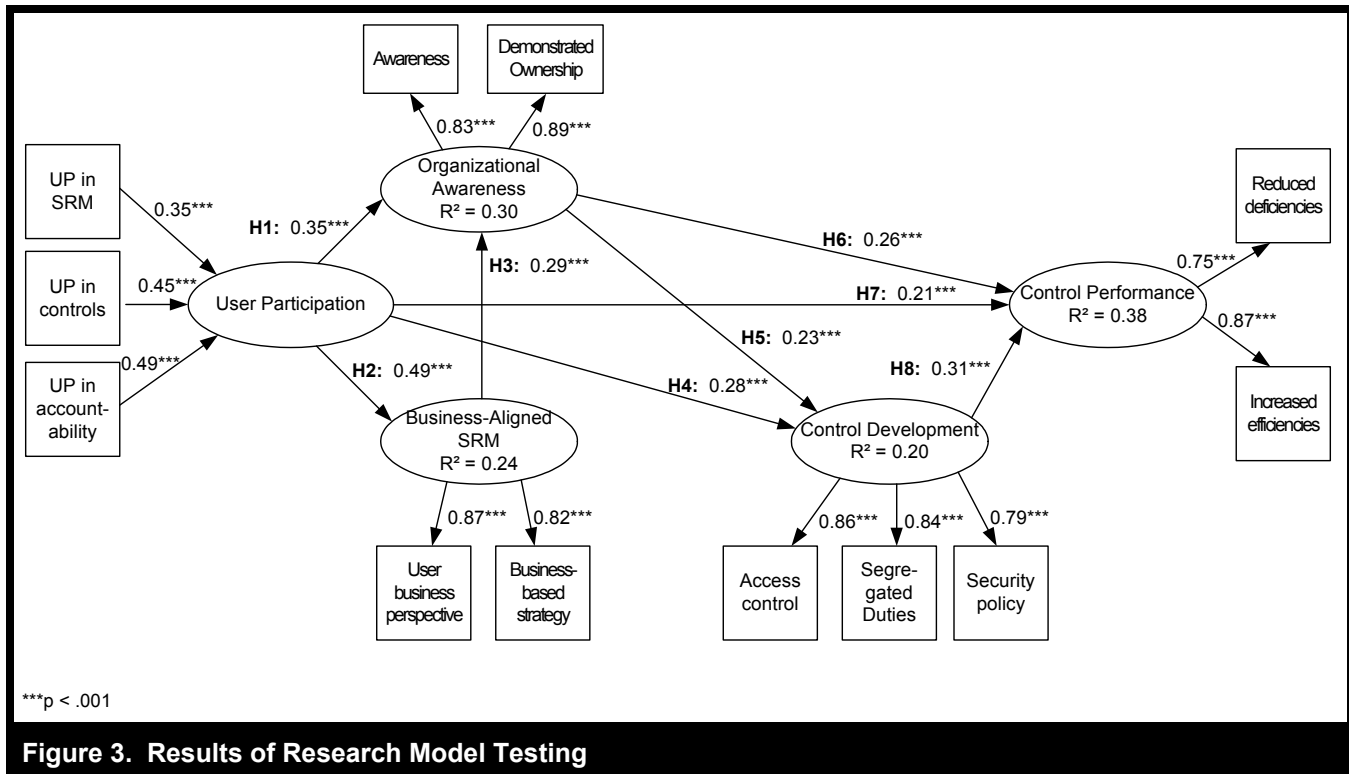 Awareness
Demonstrated
Ownership
0.83***
0.89***
UP in
SRM
Organizational
Awareness
R² = 0.30
Reduced
deficiencies
0.35***
H1: 0.35***
H6: 0.26***
0.75***
H3: 0.29***
UP in
controls
0.45***
User Participation
H7: 0.21***
Control Performance
R² = 0.38
0.87***
H5: 0.23***
UP in
account-
ability
0.49***
H2: 0.49***
H4: 0.28***
H8: 0.31***
Increased
efficiencies
Business-Aligned
SRM
R² = 0.24
Control Development
R² = 0.20
0.87***
0.82***
0.86***
0.84***
0.79***
User
business
perspective
Business-
based
strategy
Access
control
Segre-
gated
Duties
Security
policy
***p < .001
Figure 3. Results of Research Model Testing